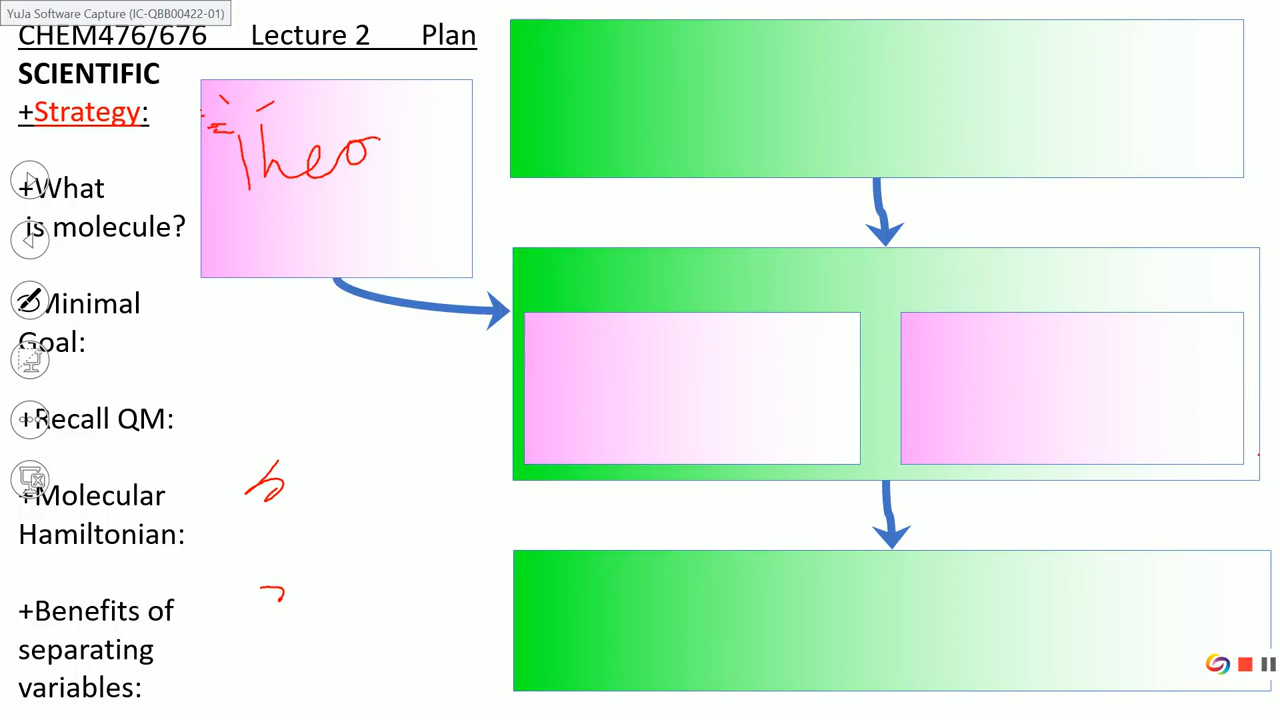 YuJa Software Capture (IC-QBB00422-01)
CHEM476/676 Lecture 2 Plan
SCIENTIFIC
+Strategy:
Theo
+What
is molecule?
+Minimal
Goal:
+Recall QM:
+Molecular
Hamiltonian:
+Benefits of
separating
variables: